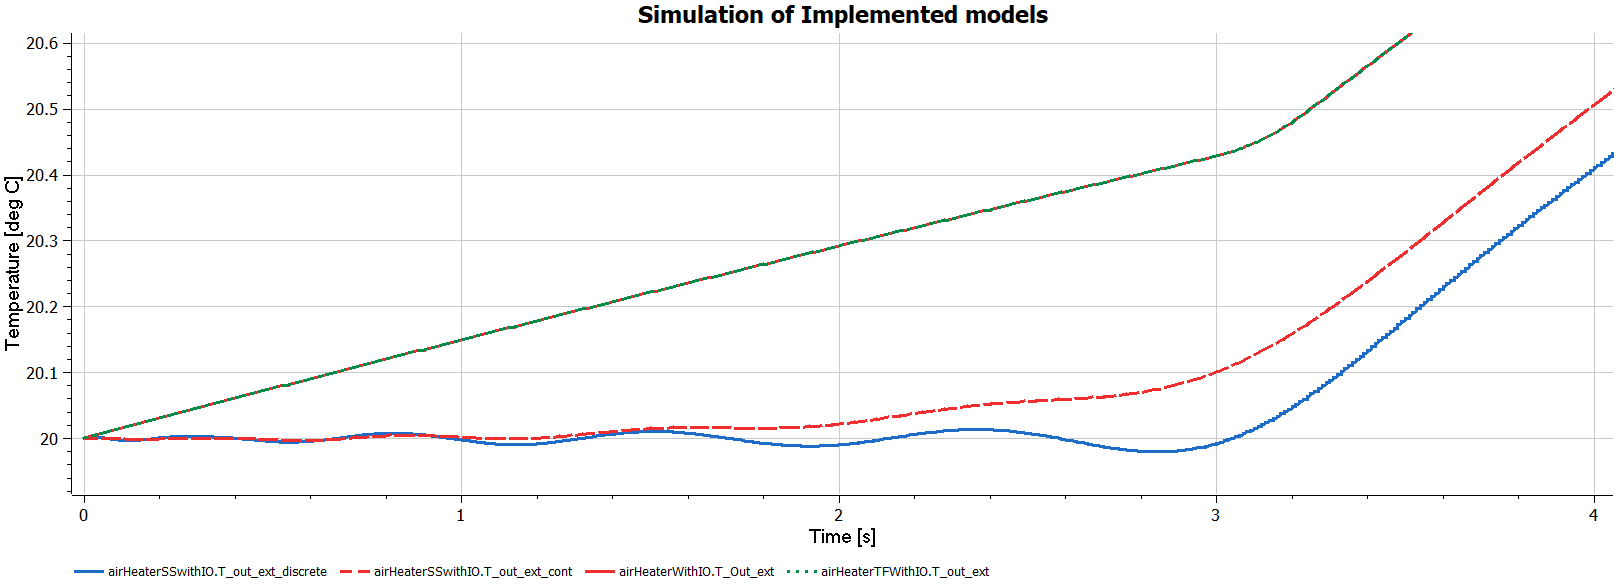 Simulation of Implemented models
20.6
20.5
20.4
20.3
20.2
20.1
20
Temperature [deg C]
0 1 2 3 4
Time [s]
airHeaterSSwithIO.T_out_ext_discrete airHeaterSSwithIO.T_out_ext_cont airHeaterWithIO.T_Out_ext airHeaterTFWithIO.T_out_ext